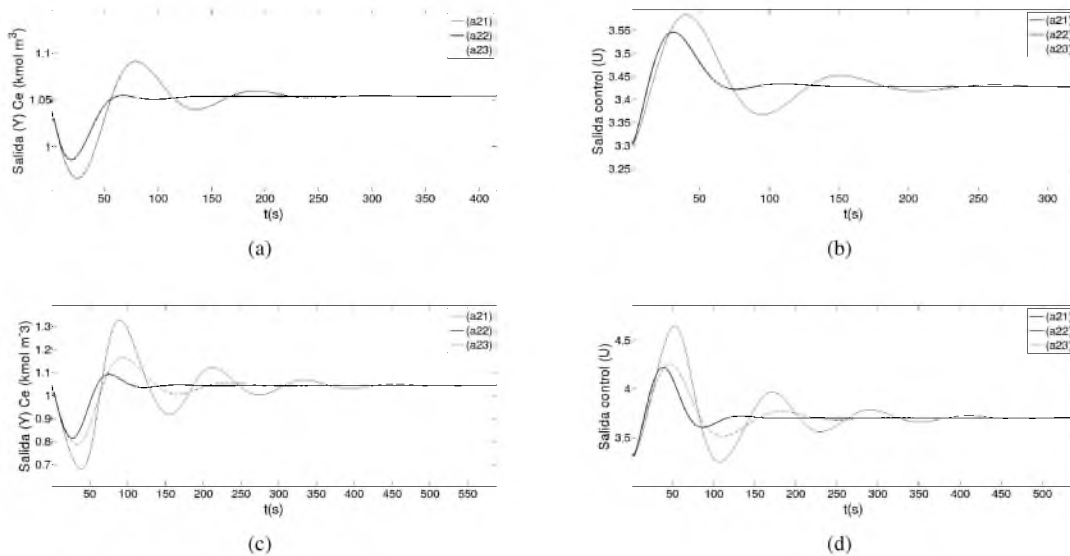 Salida (Y) Ce (kmol m³)
1.1
1.05
1
50 100 150 200 250 300 350 400
t(s)
(a21)
(a22)
(a23)
(a)
Salida control (U)
3.55
3.5
3.45
3.4
3.35
3.3
3.25
50 100 150 200 250 300
t(s)
(a21)
(a22)
(a23)
(b)
Salida (Y) Ce (kmol m^3)
1.3
1.2
1.1
1
0.9
0.8
0.7
50 100 150 200 250 300 350 400 450 500 550
t(s)
(a21)
(a22)
(a23)
(c)
Salida control (U)
4.5
4
3.5
50 100 150 200 250 300 350 400 450 500
t(s)
(a21)
(a22)
(a23)
(d)